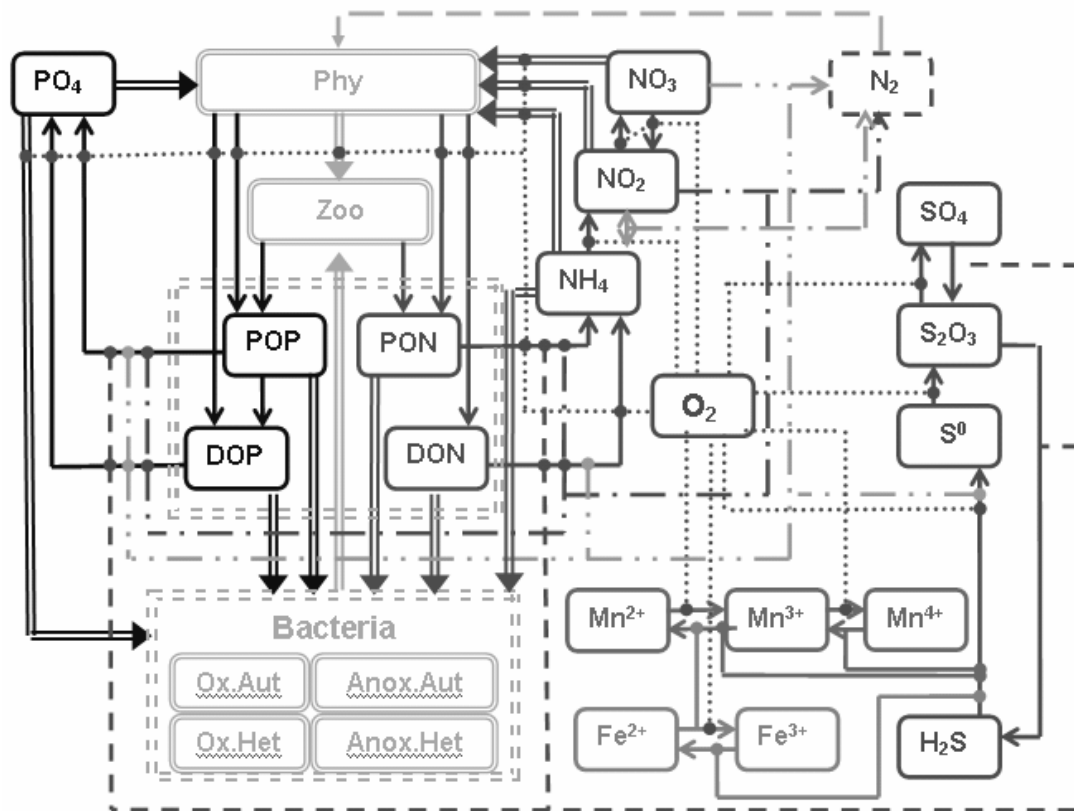 PO₄
Phy
NO₃
N₂
NO₂
Zoo
SO₄
NH₄
POP
PON
S₂O₃
O₂
DOP
DON
S⁰
Bacteria
Mn²⁺
Mn³⁺
Mn⁴⁺
Ox.Aut
Anox.Aut
Ox.Het
Anox.Het
Fe²⁺
Fe³⁺
H₂S